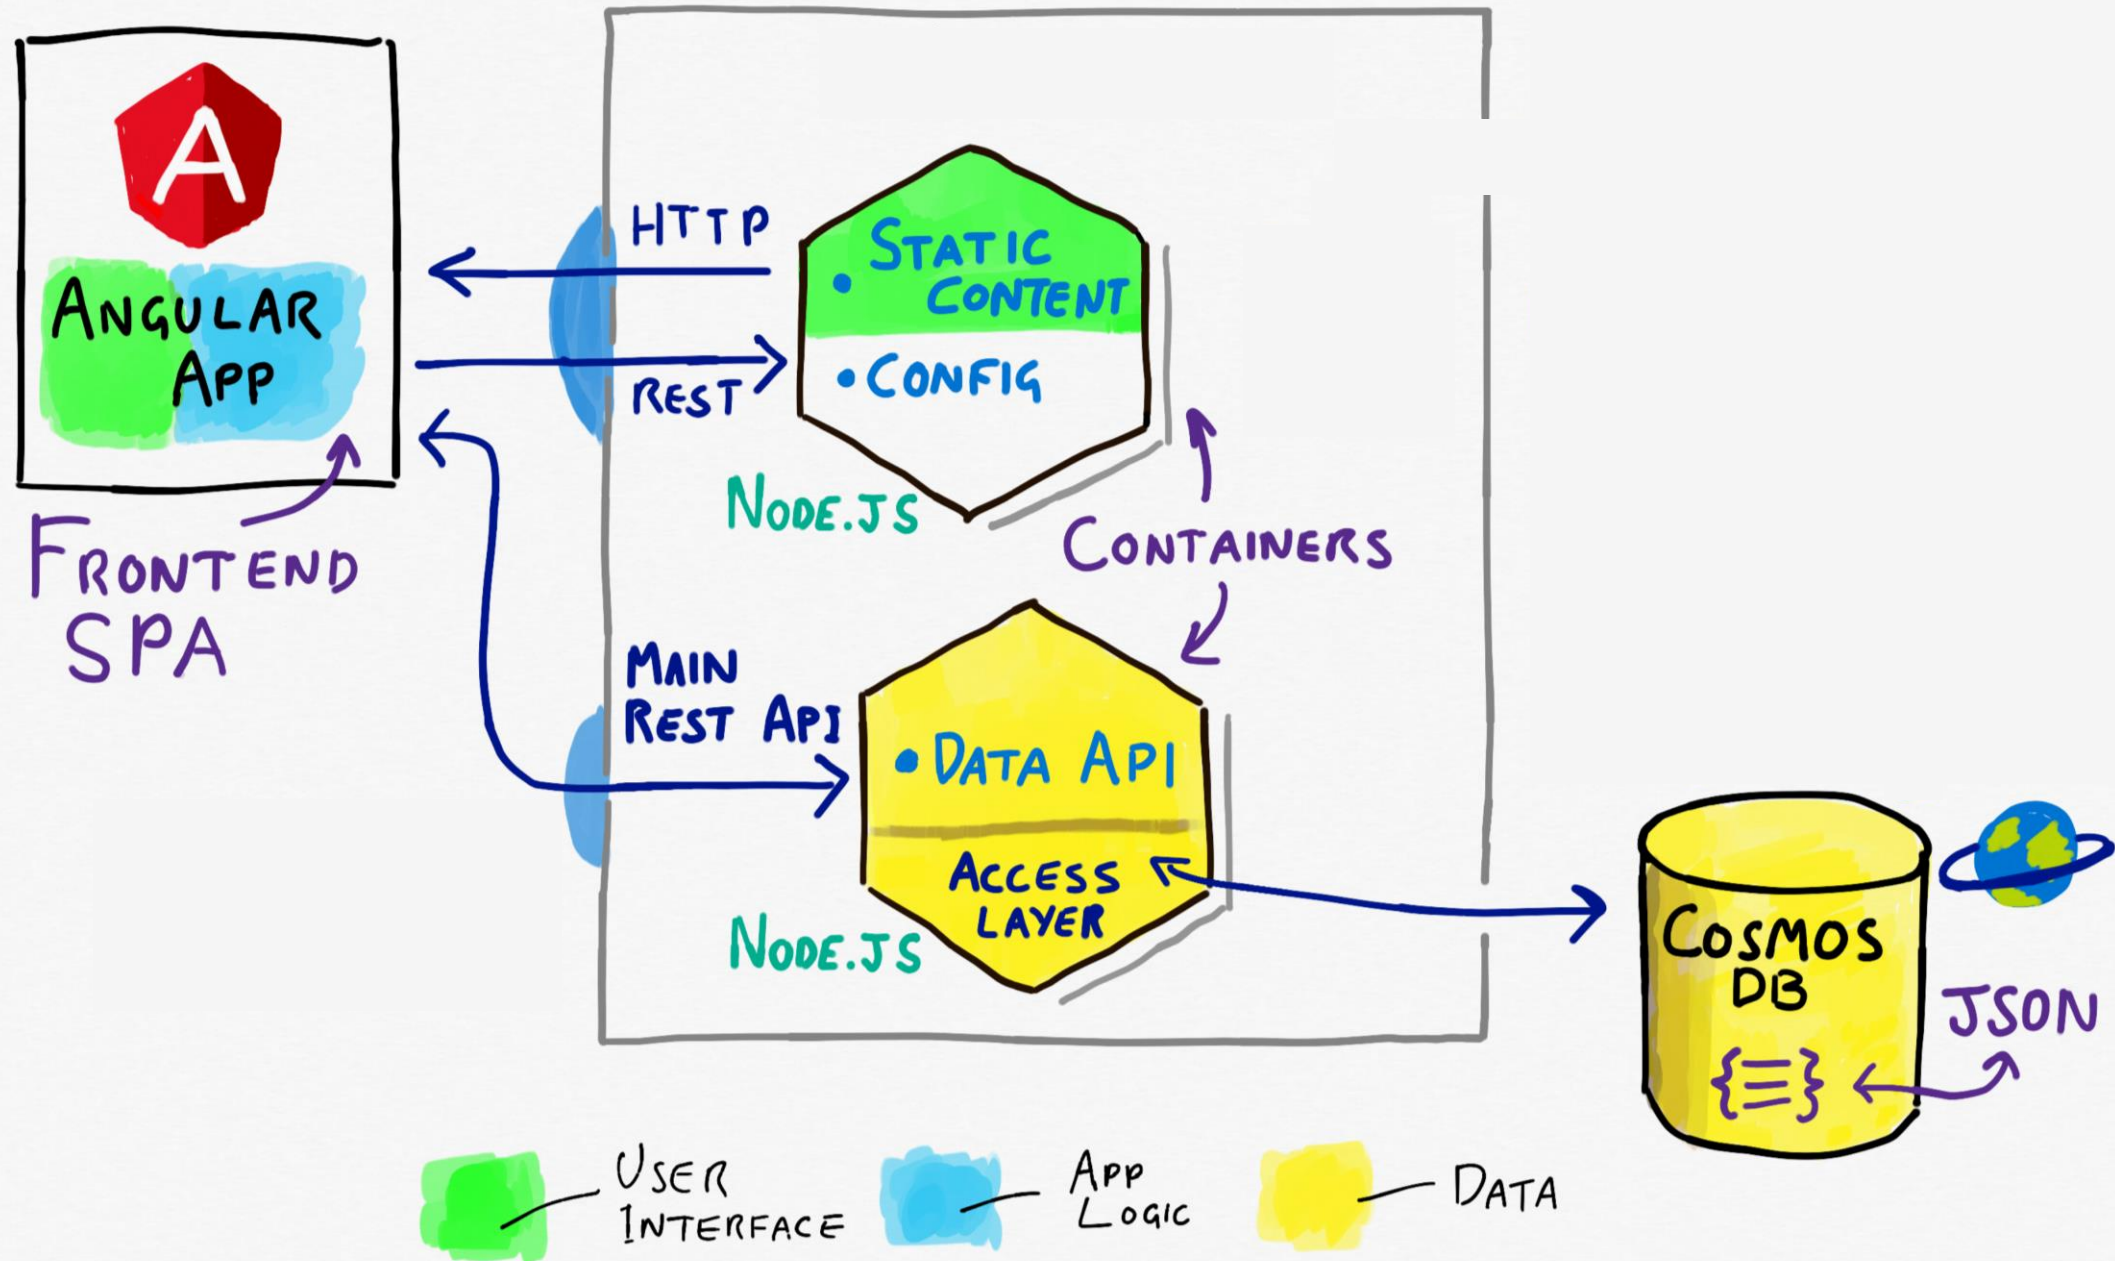 A
ANGULAR
APP
FRONTEND
SPA
HTTP
REST
• STATIC
CONTENT
• CONFIG
NODE.JS
CONTAINERS
MAIN
REST API
• DATA API
ACCESS
LAYER
NODE.JS
COSMOS
DB
{≡}
JSON
USER
INTERFACE
APP
LOGIC
DATA